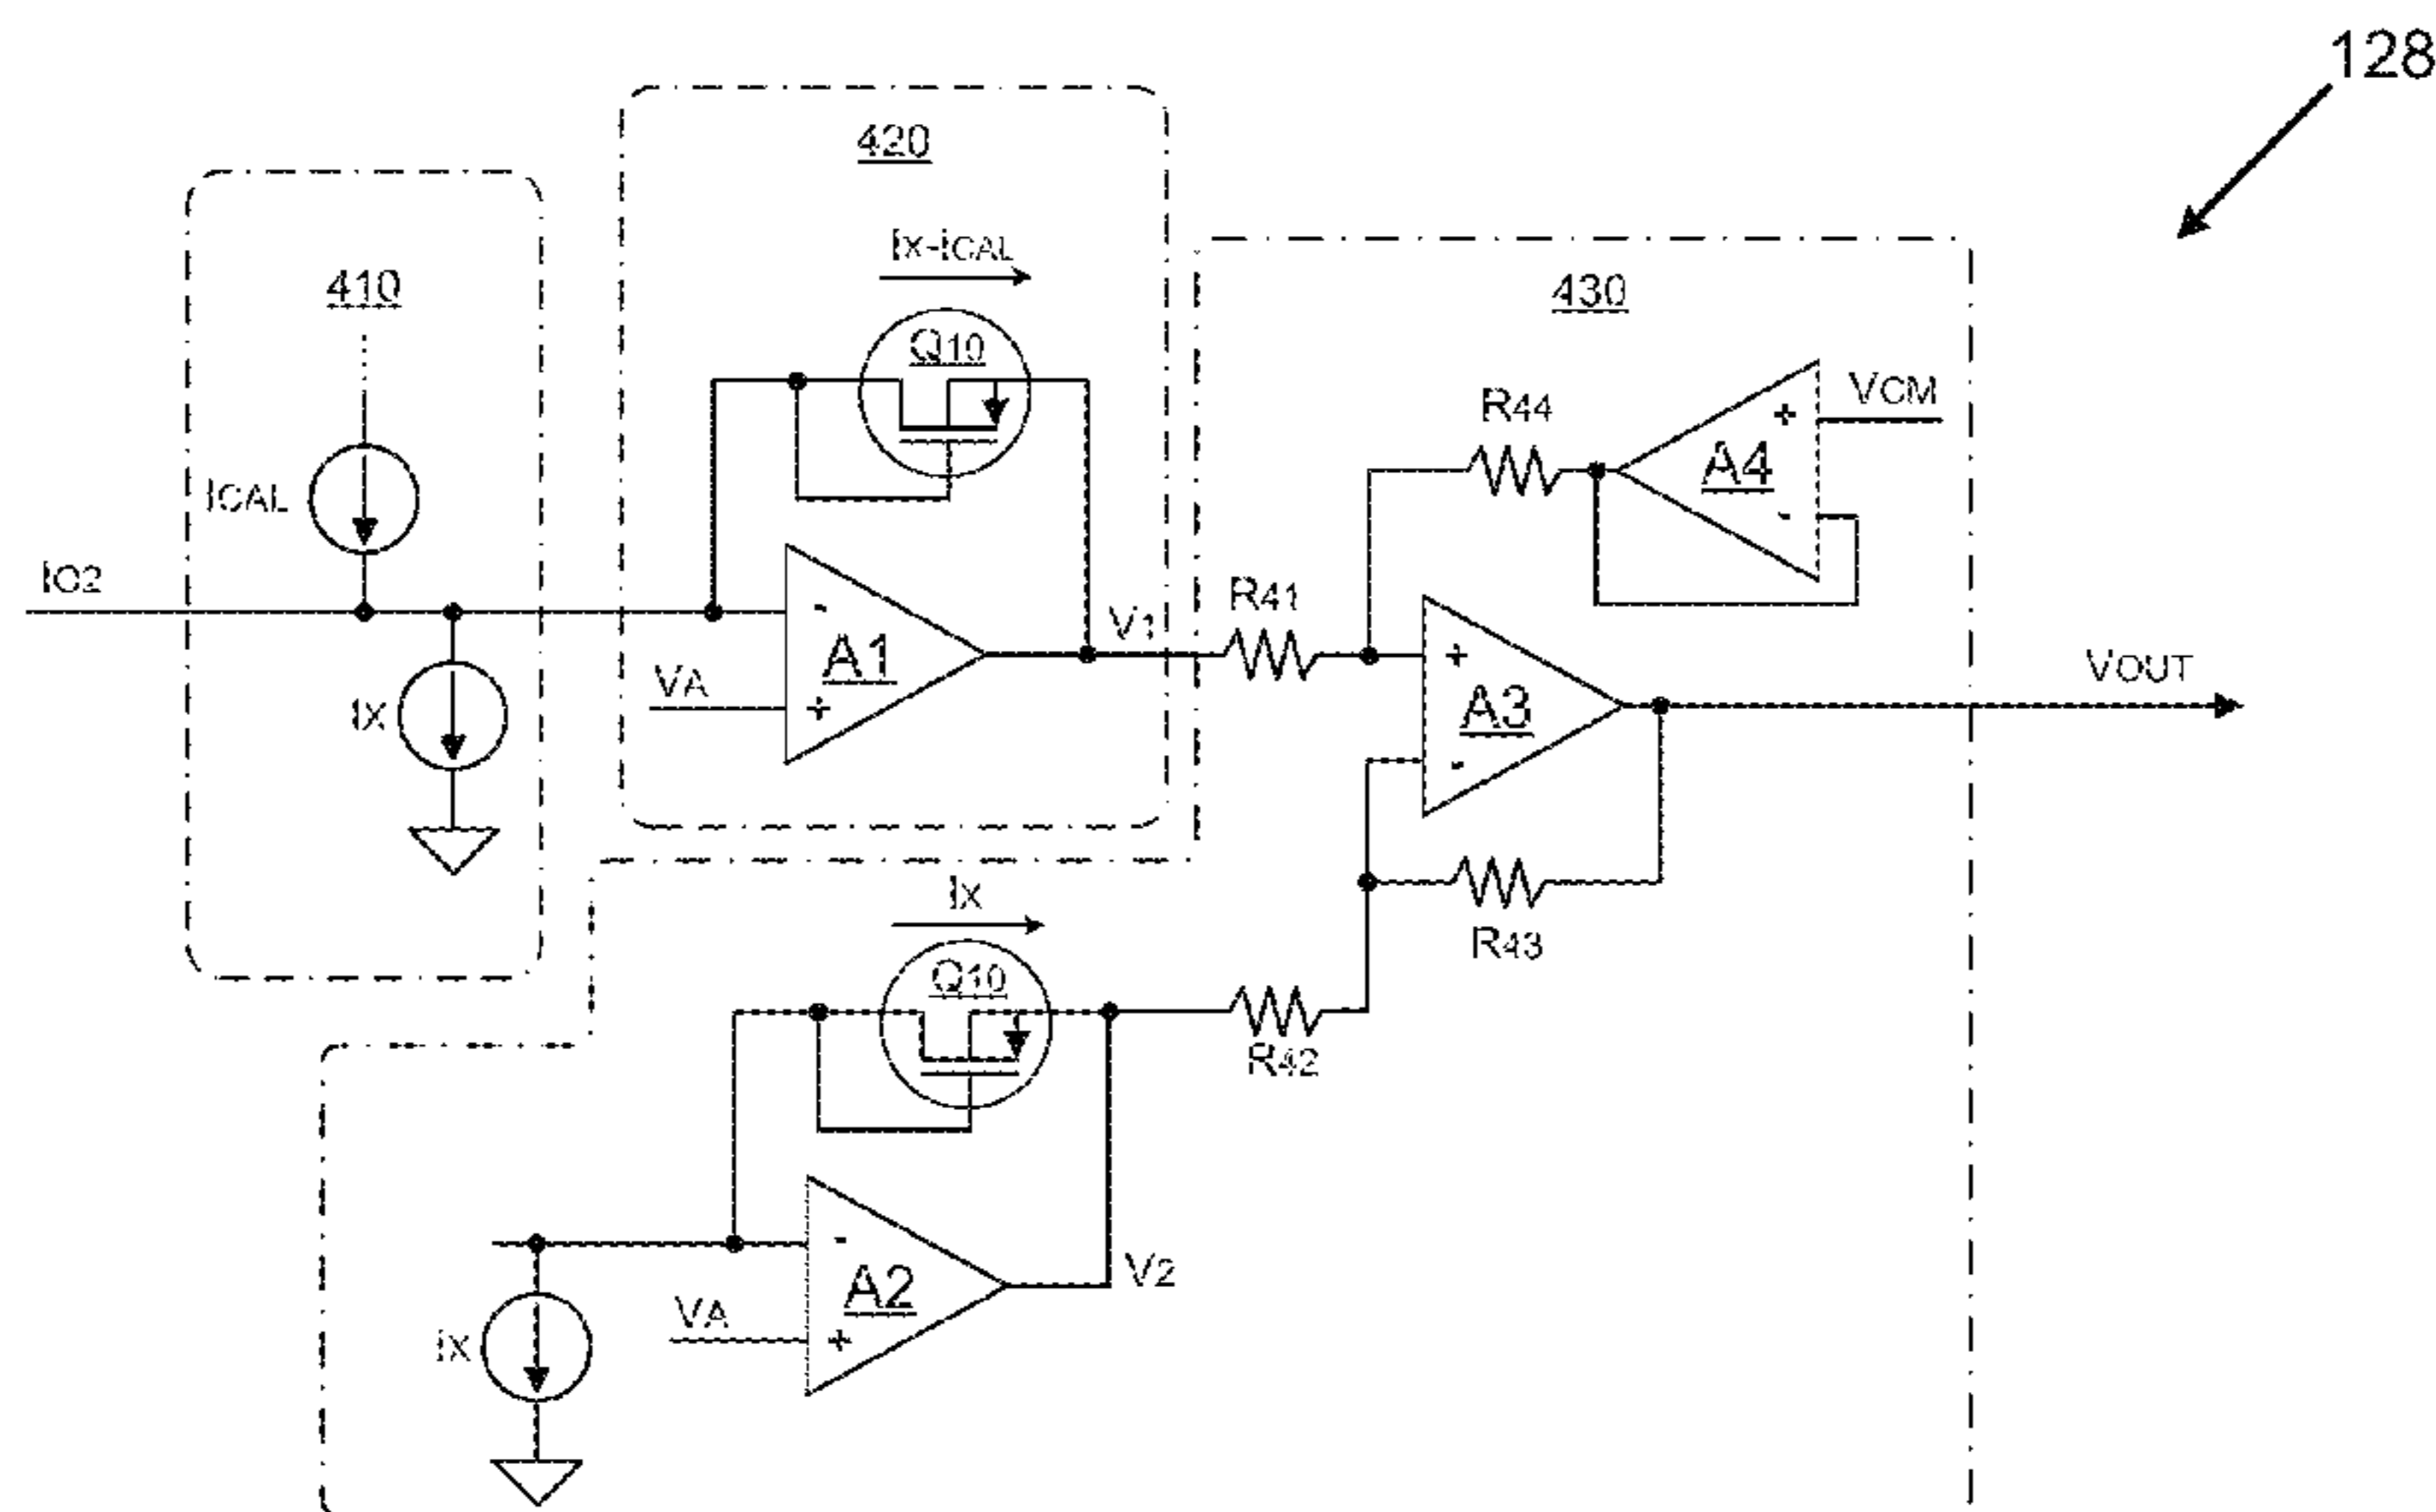 128
420
410
IX-ICAL
430
Q10
R44
VCM
+
A4
-
ICAL
IO2
R41
V1
-
A1
VA
+
IX
+
A3
-
VOUT
IX
Q10
R43
R42
-
A2
V2
VA
+
IX